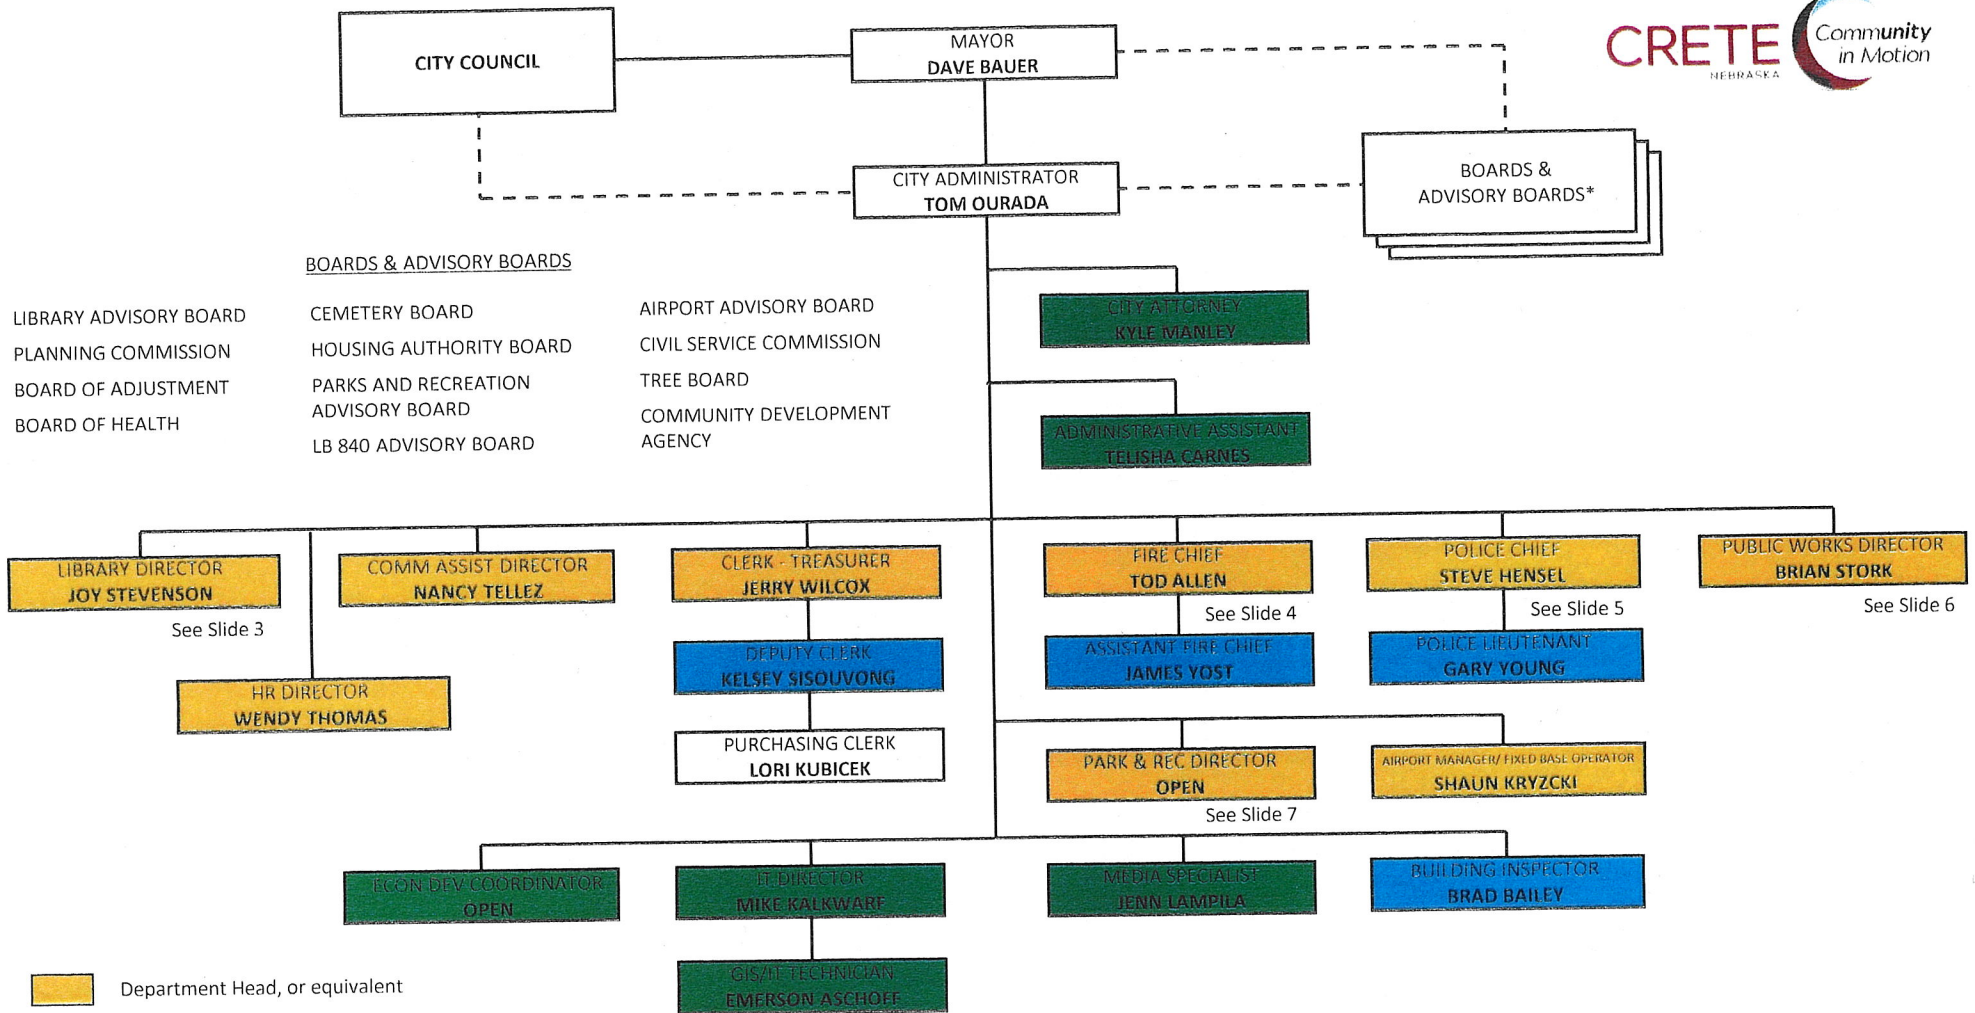 CRETE
NEBRASKA
Community
in Motion
CITY COUNCIL
MAYOR
DAVE BAUER
CITY ADMINISTRATOR
TOM OURADA
BOARDS &
ADVISORY BOARDS*
BOARDS & ADVISORY BOARDS
LIBRARY ADVISORY BOARD
PLANNING COMMISSION
BOARD OF ADJUSTMENT
BOARD OF HEALTH
CEMETERY BOARD
HOUSING AUTHORITY BOARD
PARKS AND RECREATION
ADVISORY BOARD
LB 840 ADVISORY BOARD
AIRPORT ADVISORY BOARD
CIVIL SERVICE COMMISSION
TREE BOARD
COMMUNITY DEVELOPMENT
AGENCY
CITY ATTORNEY
KYLE MANLEY
ADMINISTRATIVE ASSISTANT
TELISHA CARNES
LIBRARY DIRECTOR
JOY STEVENSON
See Slide 3
HR DIRECTOR
WENDY THOMAS
COMM ASSIST DIRECTOR
NANCY TELLEZ
CLERK - TREASURER
JERRY WILCOX
DEPUTY CLERK
KELSEY SISOUVONG
PURCHASING CLERK
LORI KUBICEK
FIRE CHIEF
TOD ALLEN
See Slide 4
ASSISTANT FIRE CHIEF
JAMES YOST
POLICE CHIEF
STEVE HENSEL
See Slide 5
POLICE LIEUTENANT
GARY YOUNG
PUBLIC WORKS DIRECTOR
BRIAN STORK
See Slide 6
PARK & REC DIRECTOR
OPEN
See Slide 7
AIRPORT MANAGER/ FIXED BASE OPERATOR
SHAUN KRYZCKI
ECON DEV COORDINATOR
OPEN
IT DIRECTOR
MIKE KALKWARF
GIS/IT TECHNICIAN
EMERSON ASCHOFF
MEDIA SPECIALIST
JENN LAMPILA
BUILDING INSPECTOR
BRAD BAILEY
Department Head, or equivalent